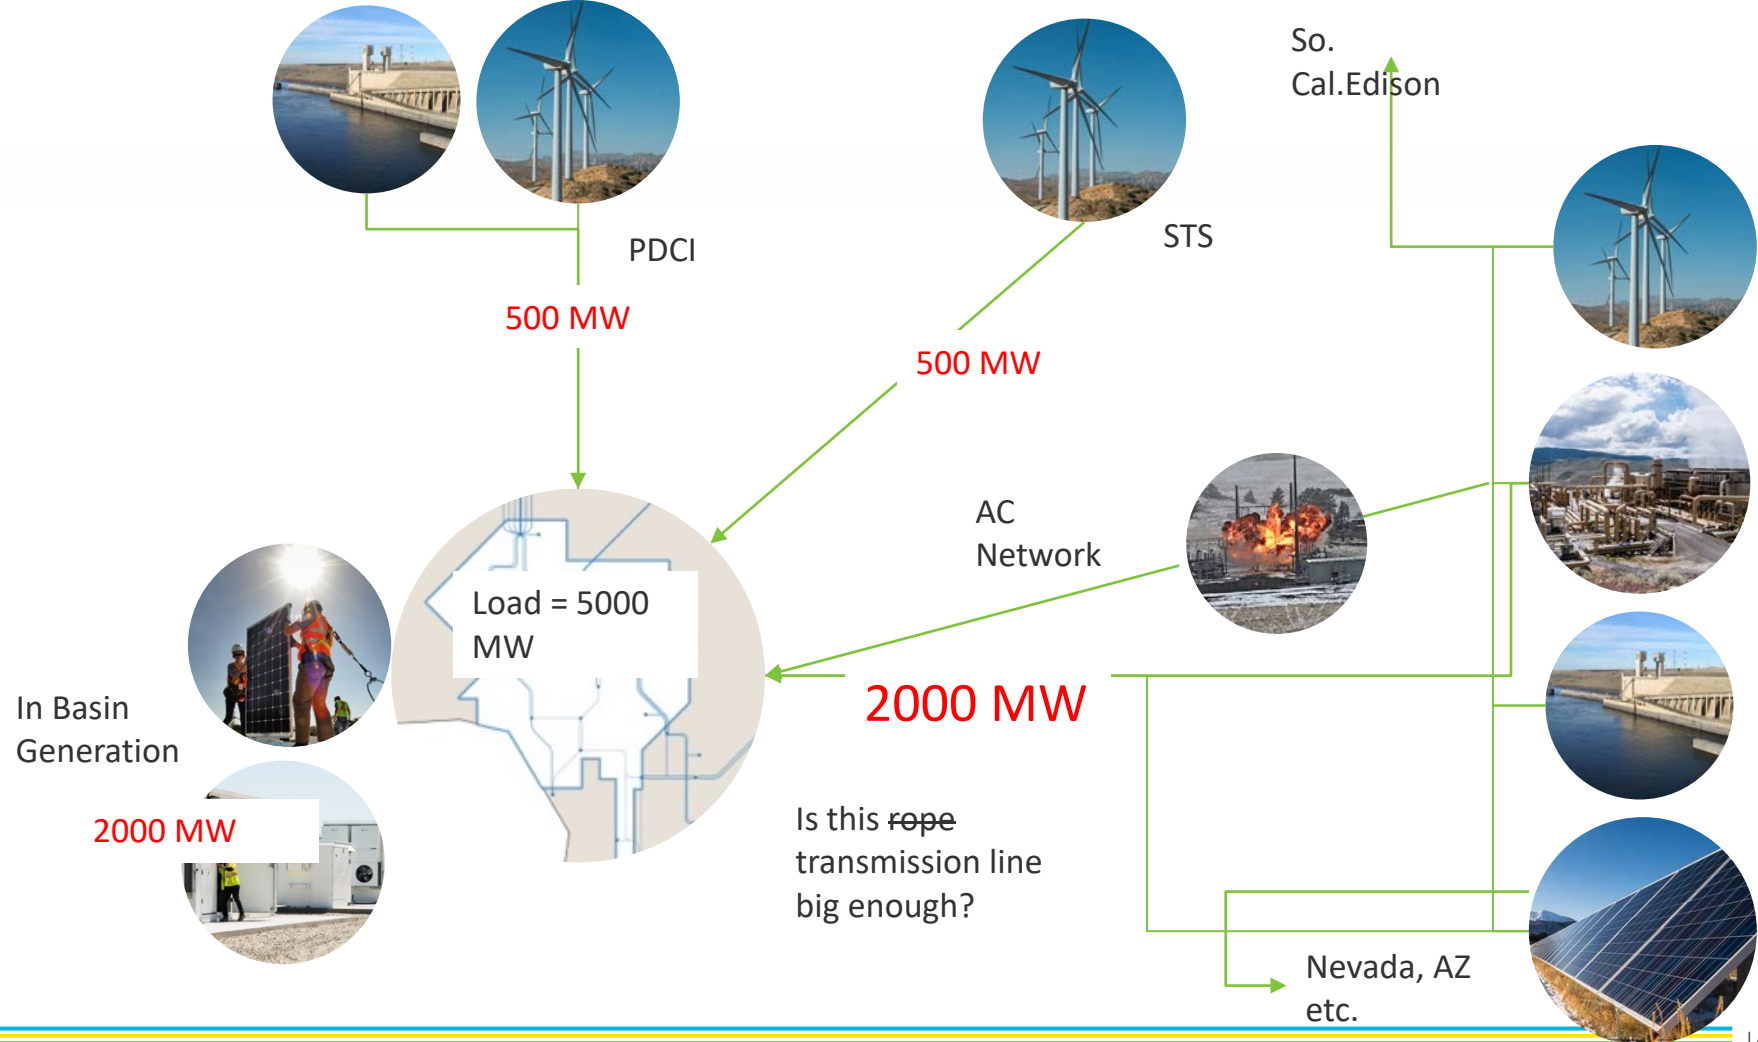 So.
Cal.Edison
PDCI
STS
500 MW
500 MW
AC
Network
Load = 5000
MW
In Basin
Generation
2000 MW
2000 MW
Is this rope
transmission line
big enough?
Nevada, AZ
etc.